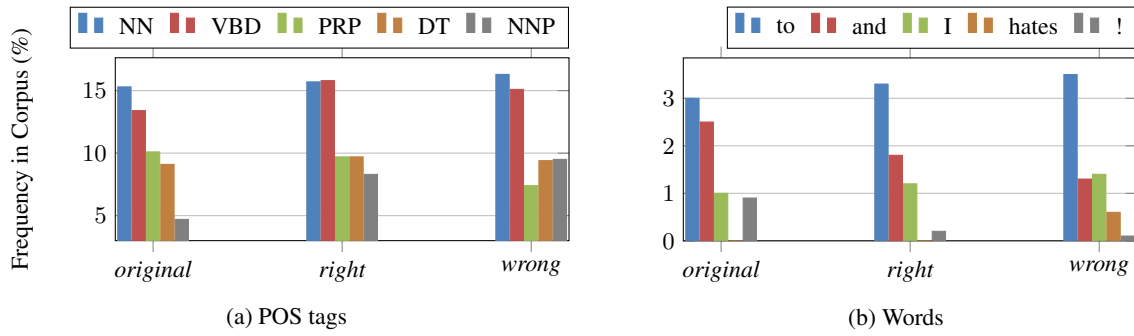 NN VBD PRP DT NNP
to and I hates !
Frequency in Corpus (%)
15
10
5
original right wrong
3
2
1
0
original right wrong
(a) POS tags
(b) Words